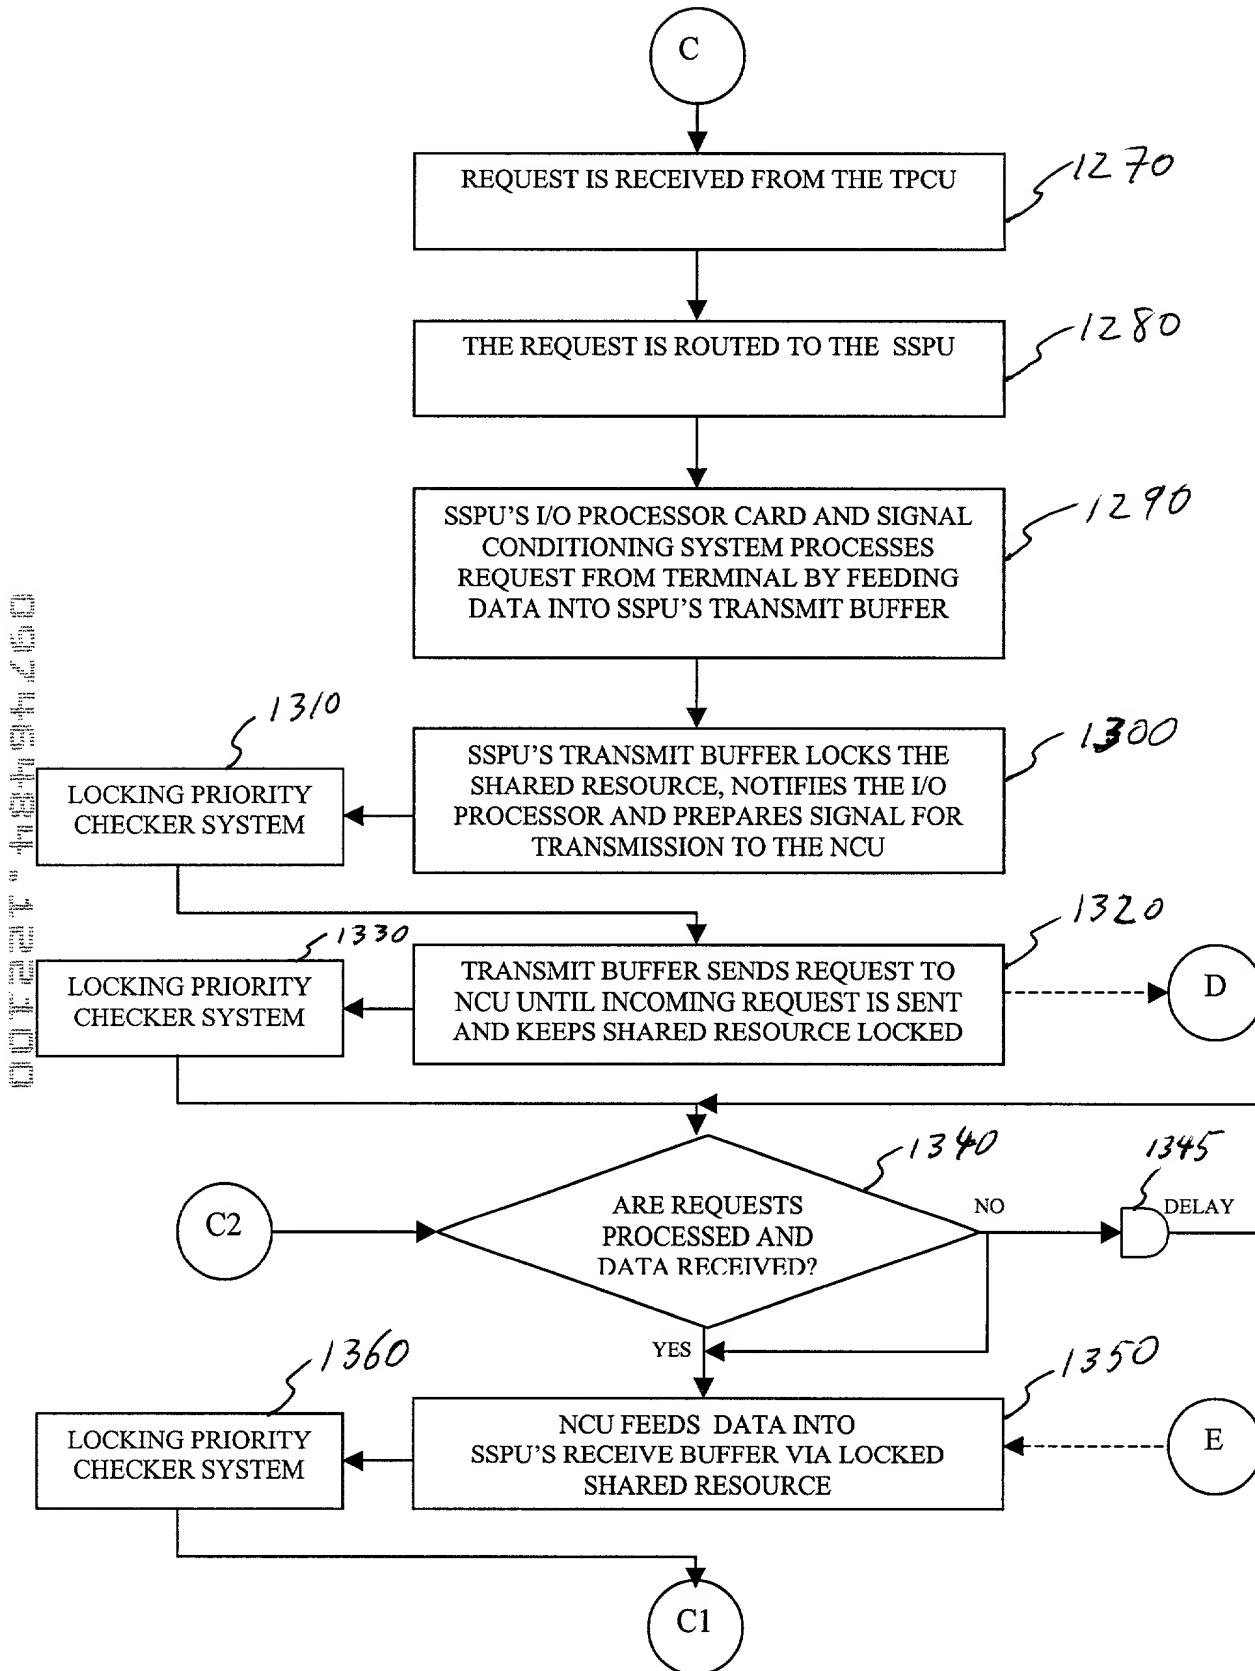 C
REQUEST IS RECEIVED FROM THE TPCU
1270
THE REQUEST IS ROUTED TO THE SSPU
1280
SSPU'S I/O PROCESSOR CARD AND SIGNAL
CONDITIONING SYSTEM PROCESSES
REQUEST FROM TERMINAL BY FEEDING
DATA INTO SSPU'S TRANSMIT BUFFER
1290
SSPU'S TRANSMIT BUFFER LOCKS THE
SHARED RESOURCE, NOTIFIES THE I/O
PROCESSOR AND PREPARES SIGNAL FOR
TRANSMISSION TO THE NCU
1300
1310
LOCKING PRIORITY
CHECKER SYSTEM
TRANSMIT BUFFER SENDS REQUEST TO
NCU UNTIL INCOMING REQUEST IS SENT
AND KEEPS SHARED RESOURCE LOCKED
1320
D
1330
LOCKING PRIORITY
CHECKER SYSTEM
C2
ARE REQUESTS
PROCESSED AND
DATA RECEIVED?
1340
NO
1345
DELAY
YES
NCU FEEDS DATA INTO
SSPU'S RECEIVE BUFFER VIA LOCKED
SHARED RESOURCE
1350
E
1360
LOCKING PRIORITY
CHECKER SYSTEM
C1